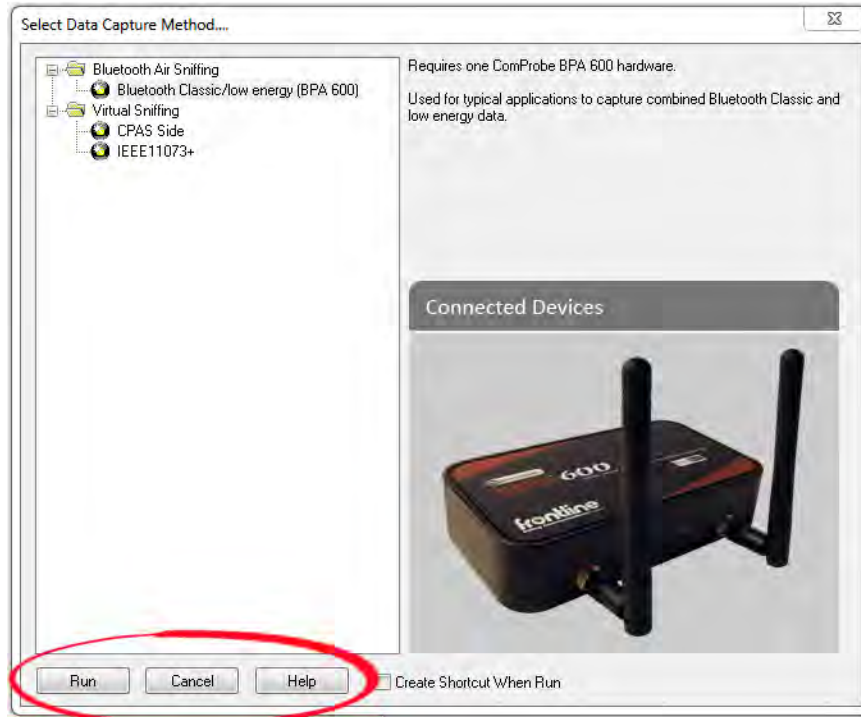 Select Data Capture Method....
Bluetooth Air Sniffing
Bluetooth Classic/low energy (BPA 600)
Virtual Sniffing
CPAS Side
IEEE11073+
Requires one ComProbe BPA 600 hardware.
Used for typical applications to capture combined Bluetooth Classic and
low energy data.
Connected Devices
600
frontline
Run
Cancel
Help
Create Shortcut When Run